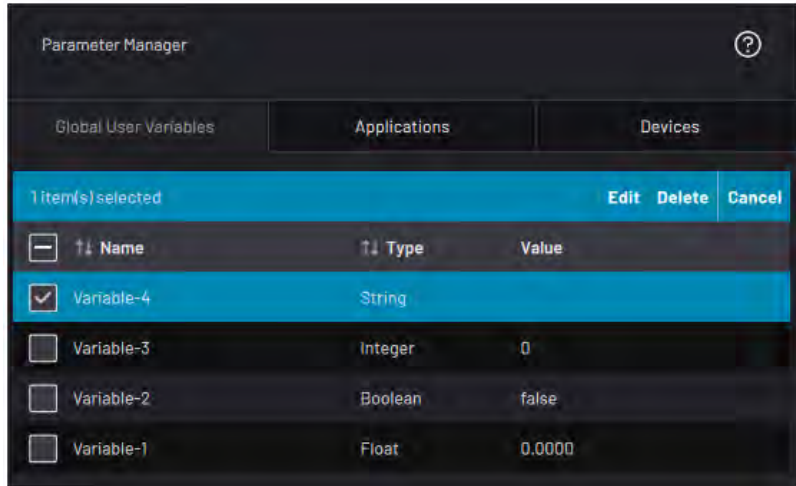 Parameter Manager ?
Global User Variables Applications Devices
1 item(s) selected Edit Delete Cancel
↑↓ Name ↑↓ Type Value
Variable-4 String
Variable-3 Integer 0
Variable-2 Boolean false
Variable-1 Float 0.0000